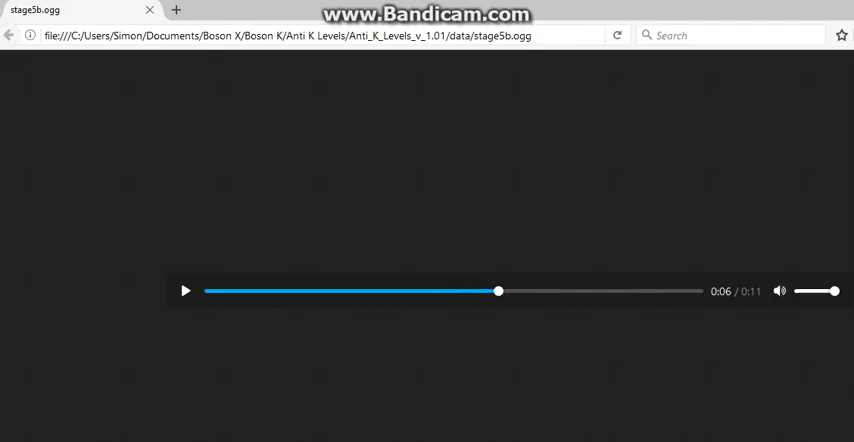 www.Bandicam.com
stage5b.ogg
file:///C:/Users/Simon/Documents/Boson X/Boson K/Anti K Levels/Anti_K_Levels_v_1.01/data/stage5b.ogg
Search
0:06 / 0:11